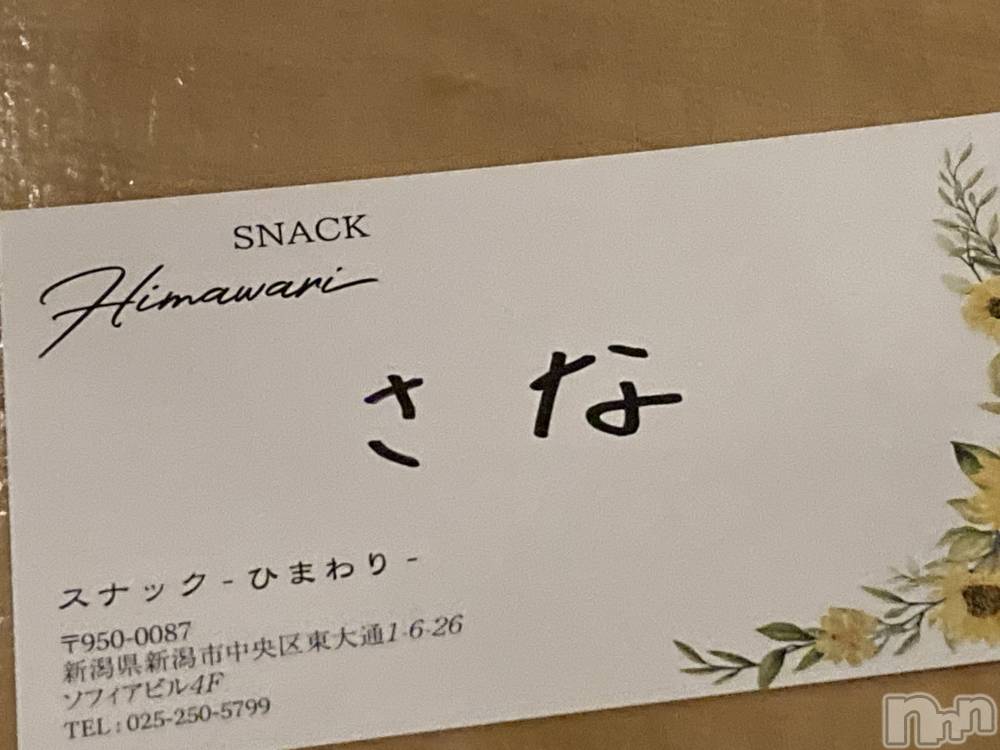 SNACK
Himawari
さな
スナック-ひまわり-
〒950-0087
新潟県新潟市中央区東大通1-6-26
ソフィアビル4F
TEL:025-250-5799
nnn